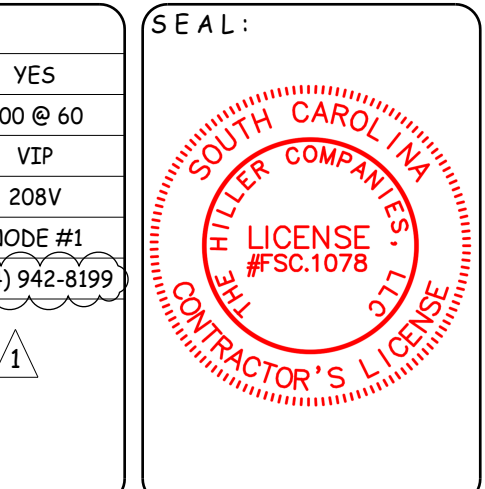 YES
00 @ 60
VIP
208V
NODE #1
) 942-8199
1
SEAL:
SOUTH CAROLINA
THE HILLER COMPANIES, LLC
LICENSE
#FSC.1078
CONTRACTOR'S LICENSE